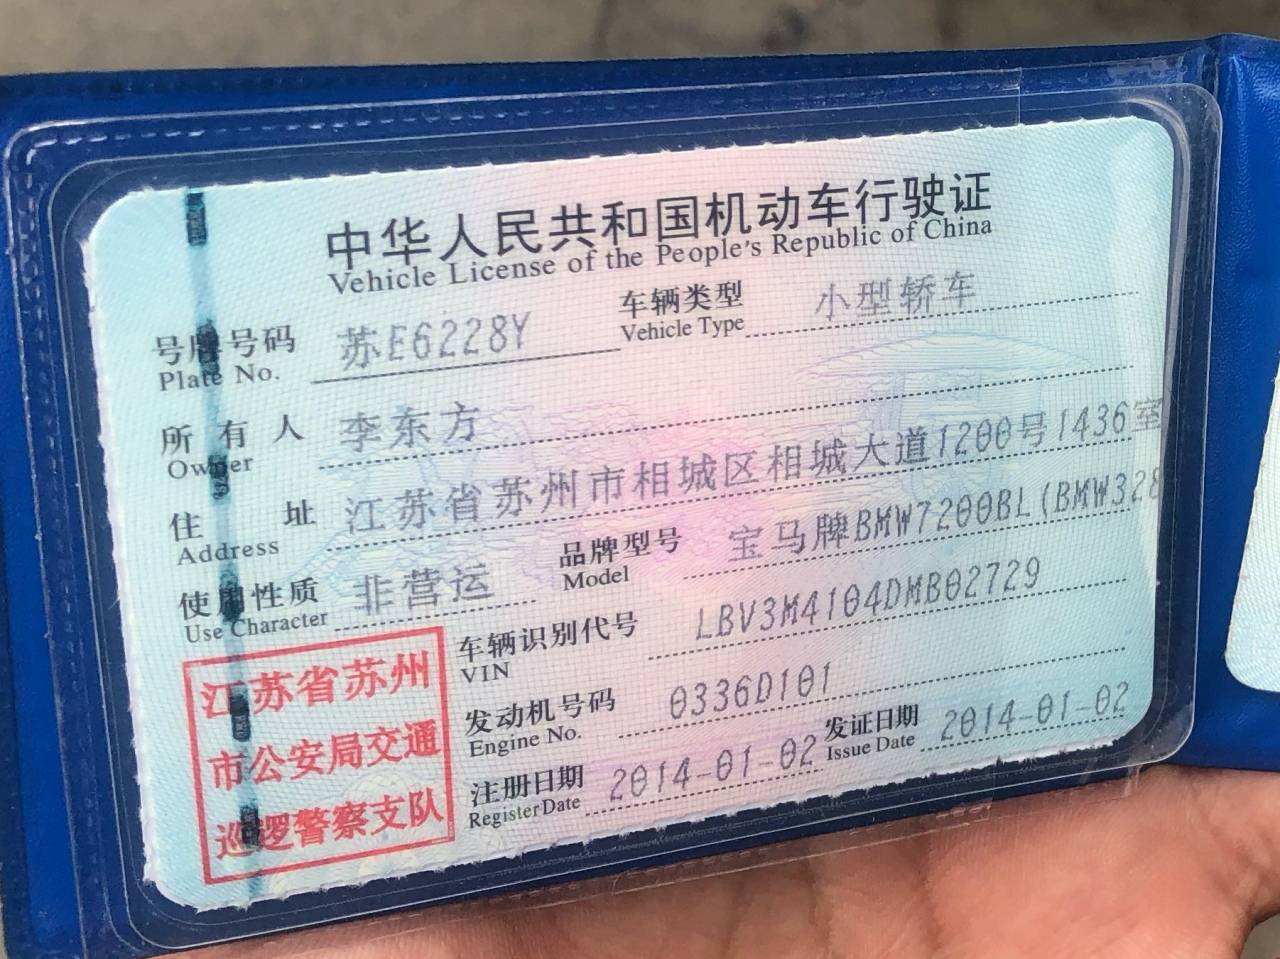 中华人民共和国机动车行驶证
Vehicle License of the People's Republic of China
号牌号码 苏E6228Y 车辆类型 小型轿车
Plate No. Vehicle Type
所有人 李东方
Owner
住址 江苏省苏州市相城区相城大道1200号1436室
Address
使用性质 非营运 品牌型号 宝马牌BMW7200BL(BMW328
Use Character Model
车辆识别代号 LBV3M4104DMB02729
VIN
发动机号码 0336D101
Engine No.
注册日期 2014-01-02 发证日期 2014-01-02
Register Date Issue Date
江苏省苏州
市公安局交通
巡逻警察支队